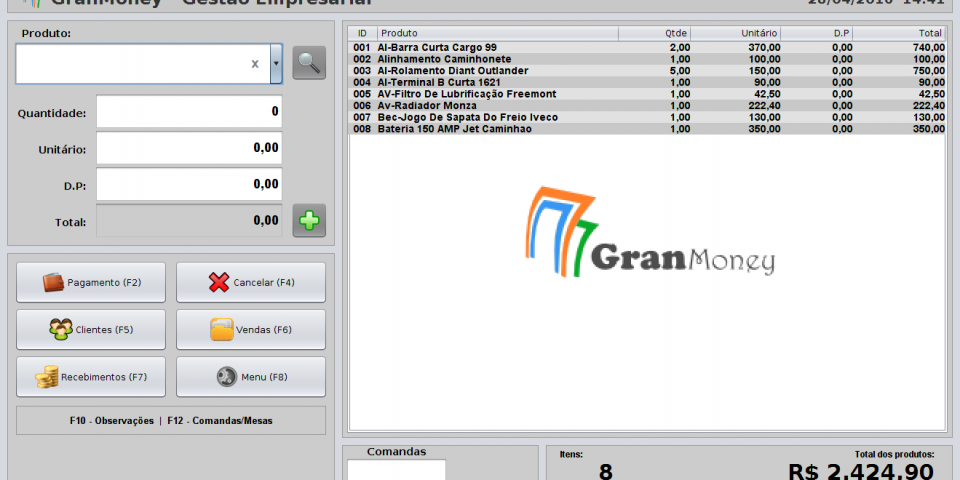 GranMoney - Gestão Empresarial 28/04/2016 14:41
Produto:
x
Quantidade: 0
Unitário: 0,00
D.P: 0,00
Total: 0,00
Pagamento (F2) Cancelar (F4)
Clientes (F5) Vendas (F6)
Recebimentos (F7) Menu (F8)
F10 - Observações | F12 - Comandas/Mesas
ID Produto Qtde Unitário D.P Total
001 Al-Barra Curta Cargo 99 2,00 370,00 0,00 740,00
002 Alinhamento Caminhonete 1,00 100,00 0,00 100,00
003 Al-Rolamento Diant Outlander 5,00 150,00 0,00 750,00
004 Al-Terminal B Curta 1621 1,00 90,00 0,00 90,00
005 AV-Filtro De Lubrificação Freemont 1,00 42,50 0,00 42,50
006 Av-Radiador Monza 1,00 222,40 0,00 222,40
007 Bec-Jogo De Sapata Do Freio Iveco 1,00 130,00 0,00 130,00
008 Bateria 150 AMP Jet Caminhao 1,00 350,00 0,00 350,00
GranMoney
Comandas
Itens: Total dos produtos:
8 R$ 2.424,90